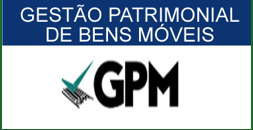 GESTÃO PATRIMONIAL
DE BENS MÓVEIS
GPM